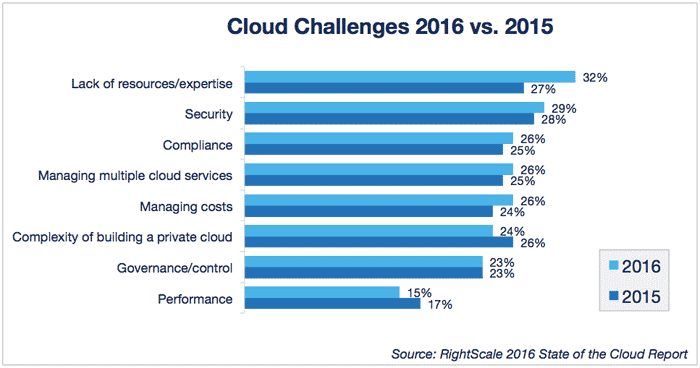 Cloud Challenges 2016 vs. 2015
Lack of resources/expertise
32%
27%
Security
29%
28%
Compliance
26%
25%
Managing multiple cloud services
26%
25%
Managing costs
26%
24%
Complexity of building a private cloud
24%
26%
Governance/control
23%
23%
Performance
15%
17%
2016
2015
Source: RightScale 2016 State of the Cloud Report